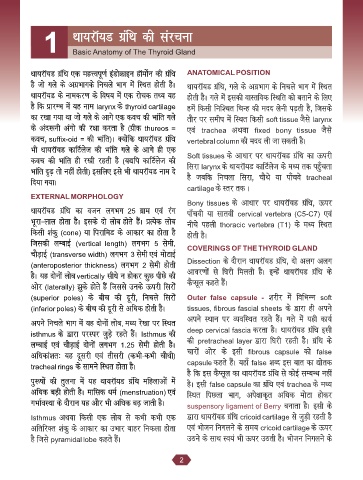 1
थायरॉयड ग्रंथि की संरचना
Basic Anatomy of The Thyroid Gland
थायरॉयड ग्रंथि एक महत्त्वपूर्ण इंडोक्राइन हॉर्मोन की ग्रंथि
है जो गले के अग्रभागके निचले भाग में स्थित होती है।
थायरॉयड के नामकरण के विषय में एक रोचक तथ्य यह
है कि प्रारम्भ में यह नाम larynx के thyroid cartilage
का रखा गया था जो गले के आगे एक कवच की भांति गले
के अंदरूनी अंगो की रक्षा करता है (ग्रीक thureos =
कवच, suffix-oid = की भांति)। क्योंकि थायरॉयड ग्रंथि
भी थायरॉयड कार्टिलेज की भांति गले के आगे ही एक
कवच की भांति ही रखी रहती है (यद्यपि कार्टिलेज की
भांति दृढ़ तो नहीं होती) इसलिए इसे भी थायरॉयड नाम दे
दिया गया।
EXTERNAL MORPHOLOGY
थायरॉयड ग्रंथि का वजन लगभग 25 ग्राम एवं रंग
भूरा-लाल होता है। इसके दो लोब होते हैं। प्रत्येक लोब
किसी शंकु (cone) या पिरामिड के आकार का होता है
जिसकी लम्बाई (vertical length) लगभग 5 सेमी,
चौड़ाई (transverse width) लगभग 3 सेमी एवं मोटाई
(anteroposterior thickness) लगभग 2 सेमी होती
है। यह दोनों लोब vertically सीधे न होकर कुछ पीछे की
ओर (laterally) झुके होते हैं जिससे उनके ऊपरी सिरों
(superior poles) के बीच की दूरी, निचले सिरों
(inferior poles) के बीच की दूरी से अधिक होती है।
अपने निचले भाग में यह दोनों लोब, मध्य रेखा पर स्थित
isthmus के द्वारा परस्पर जुड़े रहते हैं। Isthmus की
लम्बाई एवं चौड़ाई दोनों लगभग 1.25 सेमी होती है।
अधिकांशतः यह दूसरी एवं तीसरी (कभी-कभी चौथी)
tracheal rings के सामने स्थित होता है।
पुरूषों की तुलना में यह थायरॉयड ग्रंथि महिलाओं में
अधिक बड़ी होती है। मासिक धर्म (menstruation) एवं
गर्भावस्था के दौरान यह और भी अधिक बढ़ जाती है।
Isthmus अथवा किसी एक लोब से कभी कभी एक
अतिरिक्त शंकु के आकार का उभार बाहर निकला होता
है जिसे pyramidal lobe कहते हैं।
ANATOMICAL POSITION
थायरॉयड ग्रंथि, गले के अग्रभाग के निचले भाग में स्थित
होती है। गले में इसकी वास्तविक स्थिति को बताने के लिए
हमें किसी निश्चित चिन्ह की मदद लेनी पड़ती है, जिसके
तौर पर समीप में स्थित किसी soft tissue जैसे larynx
एवं trachea अथवा fixed bony tissue जैसे
vertebral column की मदद ली जा सकती है।
Soft tissues के आधार पर थायरॉयड ग्रंथि का ऊपरी
सिरा larynx के थायरॉयड कार्टिलेज के मध्य तक पहुँचता
है जबकि निचला सिरा, चौथे या पाँचवे tracheal
cartilage के स्तर तक।
Bony tissues के आधार पर थायरॉयड ग्रंथि, ऊपर
पाँचवी या सातवी cervical vertebra (C5-C7) एवं
नीचे पहली thoracic vertebra (T1) के मध्य स्थित
होती है।
COVERINGS OF THE THYROID GLAND
Dissection के दौरान थायरॉयड ग्रंथि, दो अलग अलग
आवरणों से घिरी मिलती है। इन्हें थायरॉयड ग्रंथि के
कैप्सूल कहते हैं।
Outer false capsule - शरीर में विभिन्न soft
tissues, fibrous fascial sheets के द्वारा ही अपने
अपने स्थान पर व्यवस्थित रहते हैं। गले में यही कार्य
deep cervical fascia करता है। थायरॉयड ग्रंथि इसी
की pretracheal layer द्वारा घिरी रहती है। ग्रंथि के
चारों ओर के इसी fibrous capsule को false
capsule कहते हैं। यहाँ false शब्द इस बात का द्योतक
है कि इस कैप्सूल का थायरॉयड ग्रंथि से कोई सम्बन्ध नहीं
है। इसी false capsule का ग्रंथि एवं trachea के मध्य
स्थित पिछला भाग, अपेक्षाकृत अधिक मोटा होकर
suspensory ligament of Berry बनाता है। इसी के
द्वारा थायरॉयड ग्रंथि cricoid cartilage से जुड़ी रहती है
एवं भोजन निगलने के समय cricoid cartilage के ऊपर
उठने के साथ स्वयं भी ऊपर उठती है। भोजन निगलने के
2